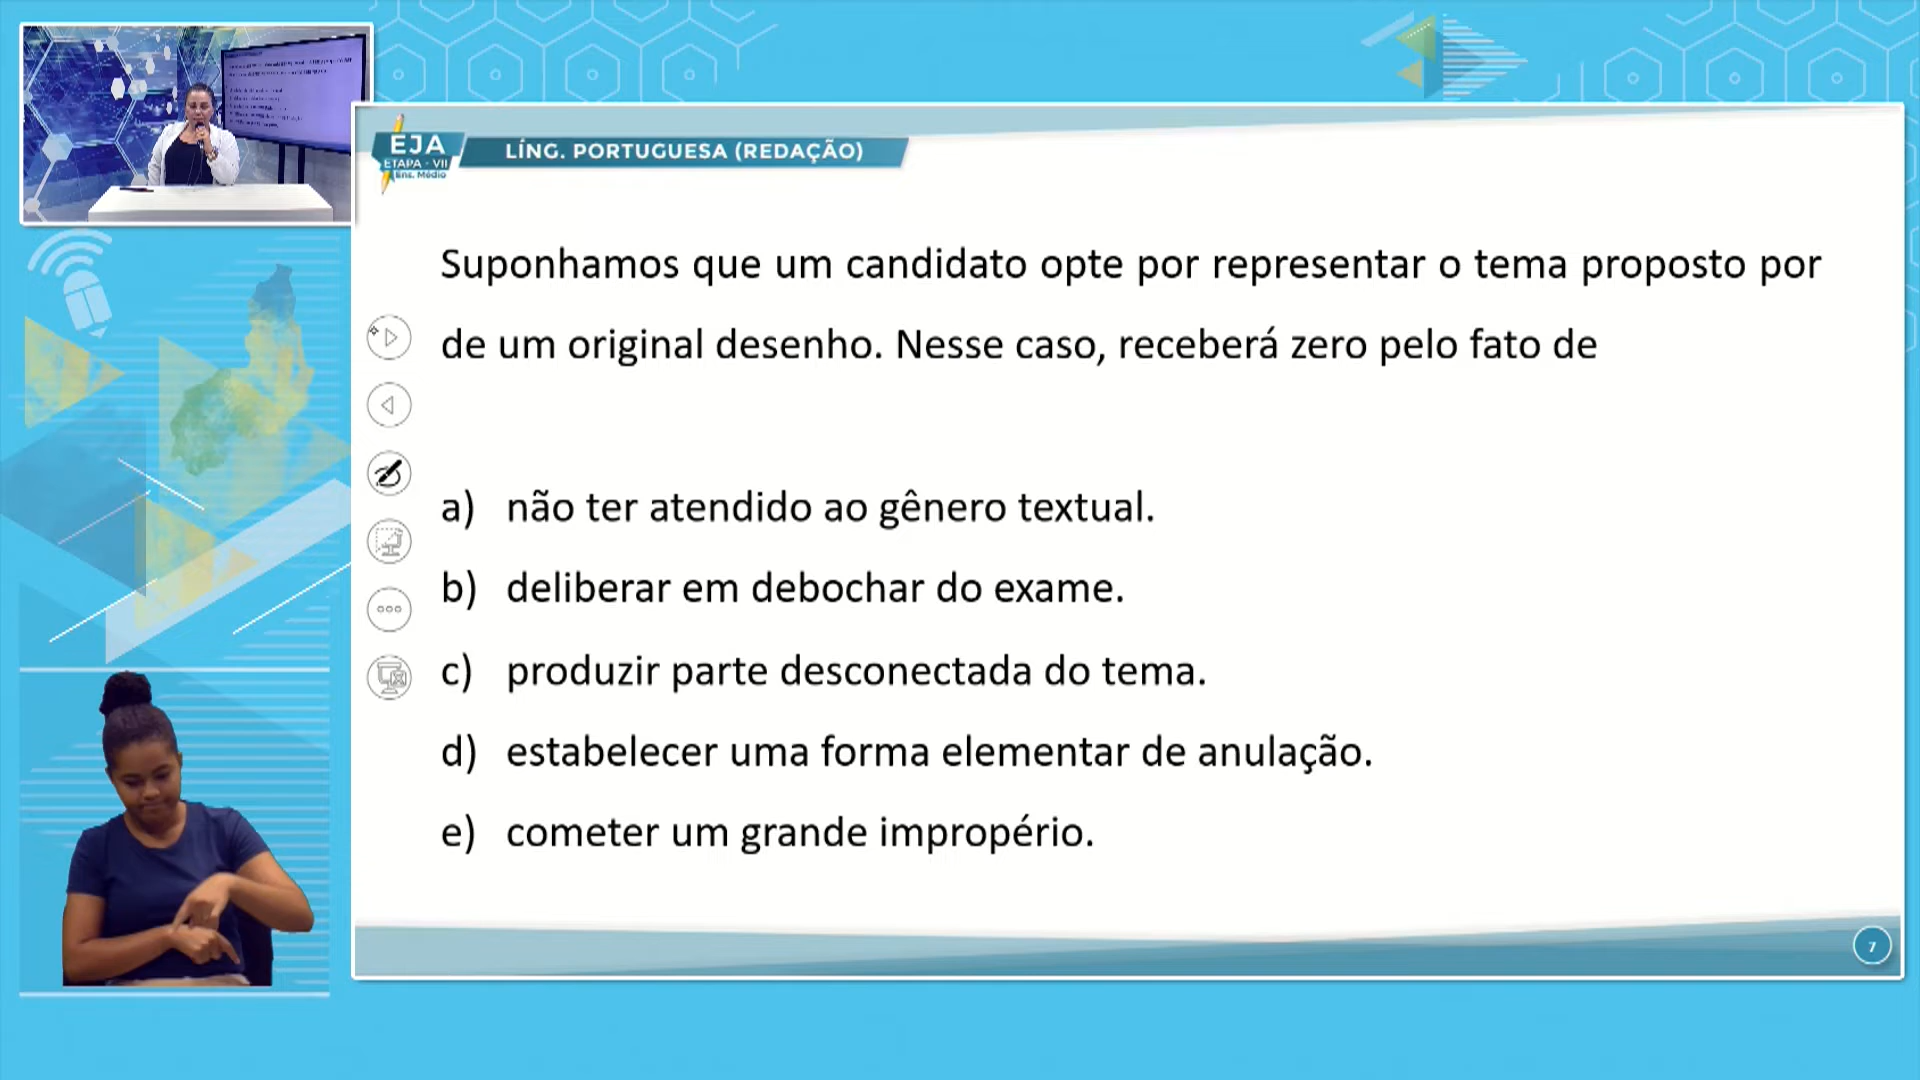 EJA
ETAPA - VII
Ens. Médio
LÍNG. PORTUGUESA (REDAÇÃO)
Suponhamos que um candidato opte por representar o tema proposto por
de um original desenho. Nesse caso, receberá zero pelo fato de
a) não ter atendido ao gênero textual.
b) deliberar em debochar do exame.
c) produzir parte desconectada do tema.
d) estabelecer uma forma elementar de anulação.
e) cometer um grande impropério.
7